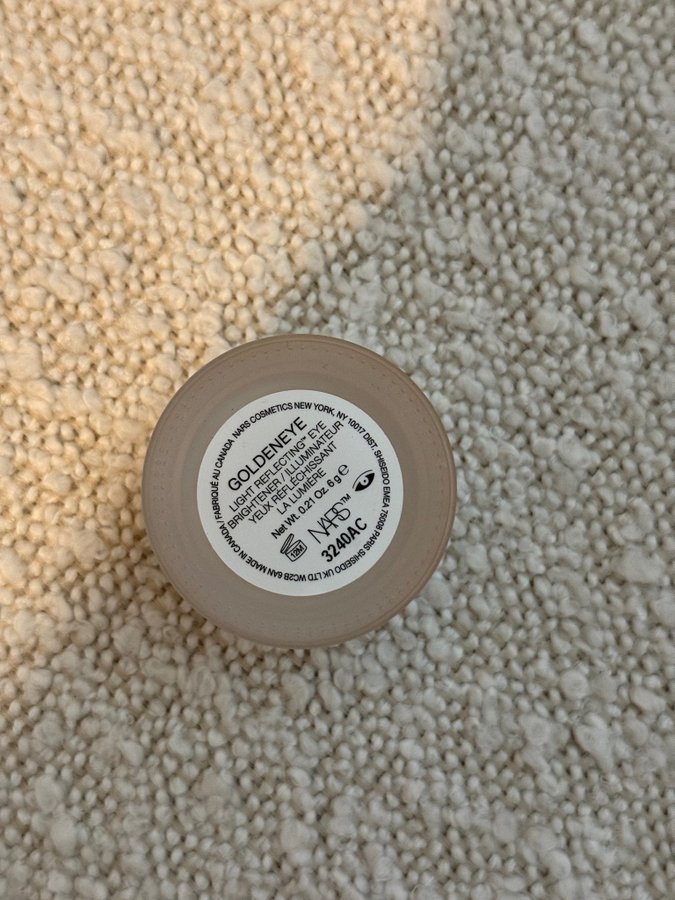 GOLDENEYE
LIGHT REFLECTING™ EYE
BRIGHTENER / ILLUMINATEUR
YEUX RÉFLÉCHISSANT
LA LUMIÈRE
Net Wt. 0.21 Oz. 6 g ℮
NARS™
12M
3240AC
NARS COSMETICS NEW YORK, NY 10017 DIST. SHISEIDO EMEA 75008 PARIS SHISEIDO UK LTD WC2B 6AN MADE IN CANADA / FABRIQUÉ AU CANADA